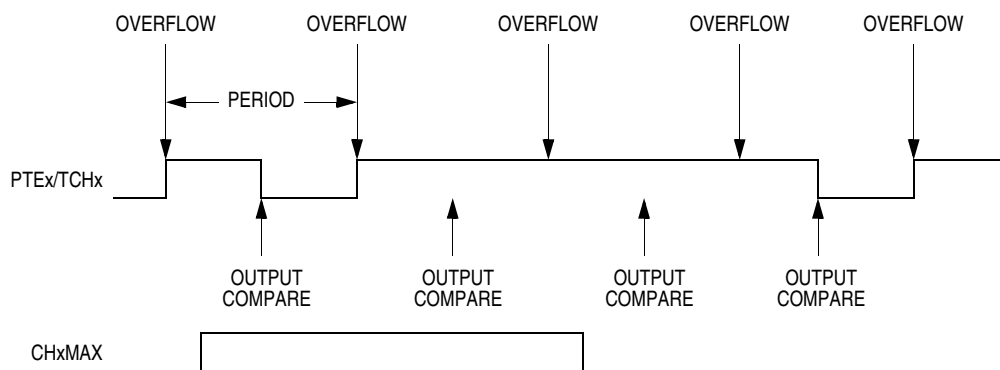 OVERFLOW OVERFLOW OVERFLOW OVERFLOW OVERFLOW
PERIOD
PTEx/TCHx
OUTPUT OUTPUT OUTPUT OUTPUT
COMPARE COMPARE COMPARE COMPARE
CHxMAX